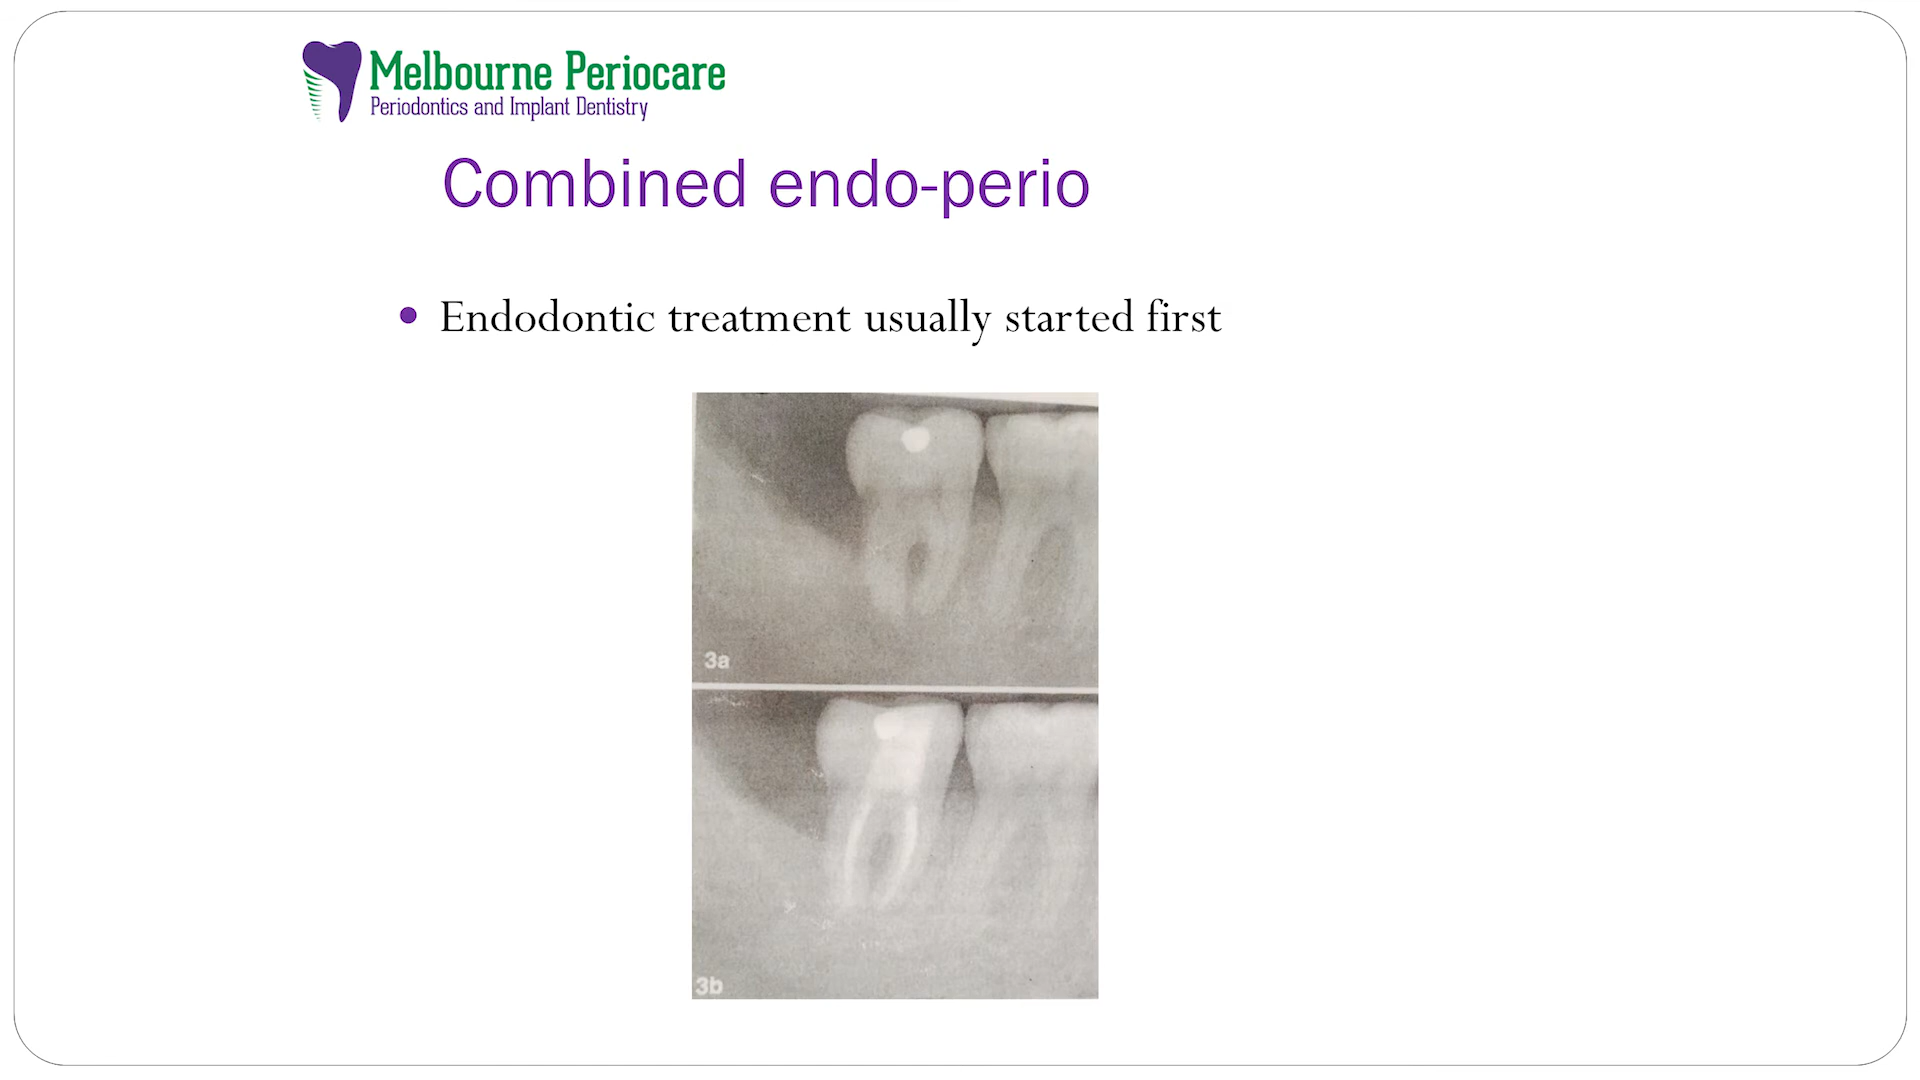 Melbourne Periocare
Periodontics and Implant Dentistry
Combined endo-perio
• Endodontic treatment usually started first
3a
3b